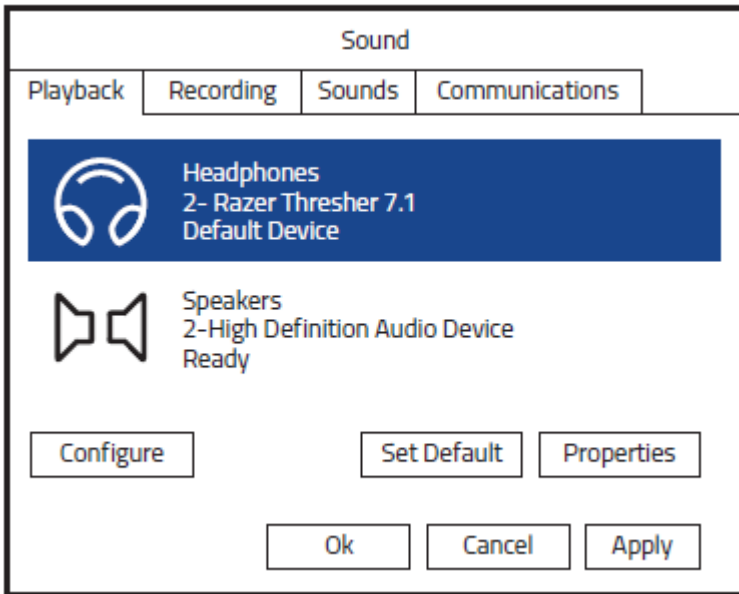 Sound
Playback Recording Sounds Communications
Headphones
2- Razer Thresher 7.1
Default Device
Speakers
2-High Definition Audio Device
Ready
Configure Set Default Properties
Ok Cancel Apply